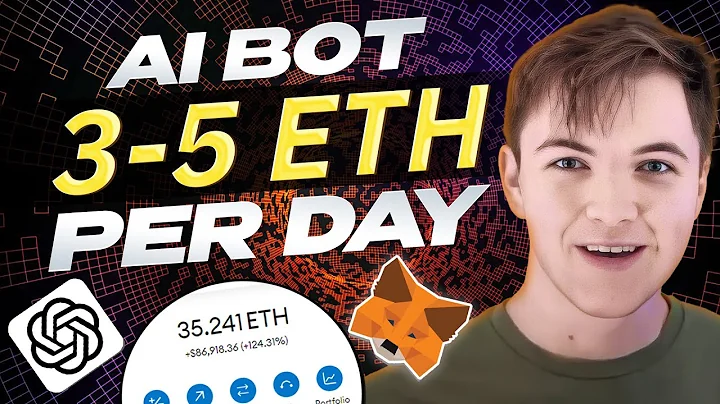 AI BOT
3-5 ETH
PER DAY
35.241 ETH
+$86,918.36 (+124.31%)
Portfolio